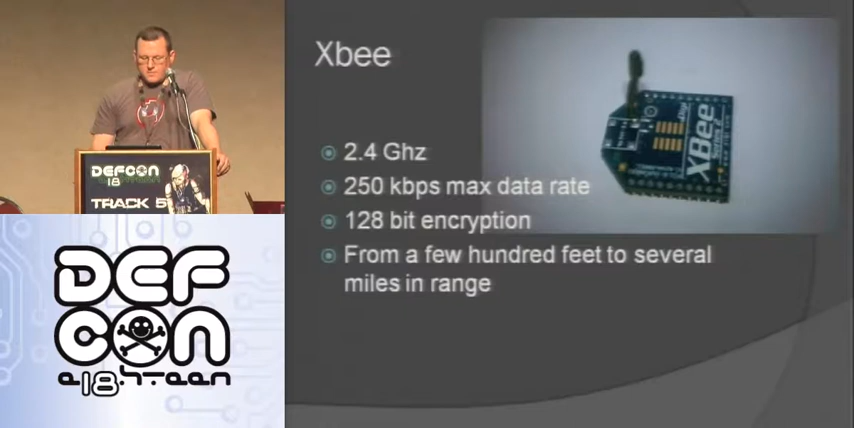 DEFCON
18
TRACK 5
DEF
CON
Xbee
2.4 Ghz
250 kbps max data rate
128 bit encryption
From a few hundred feet to several
miles in range
XBee
Digi